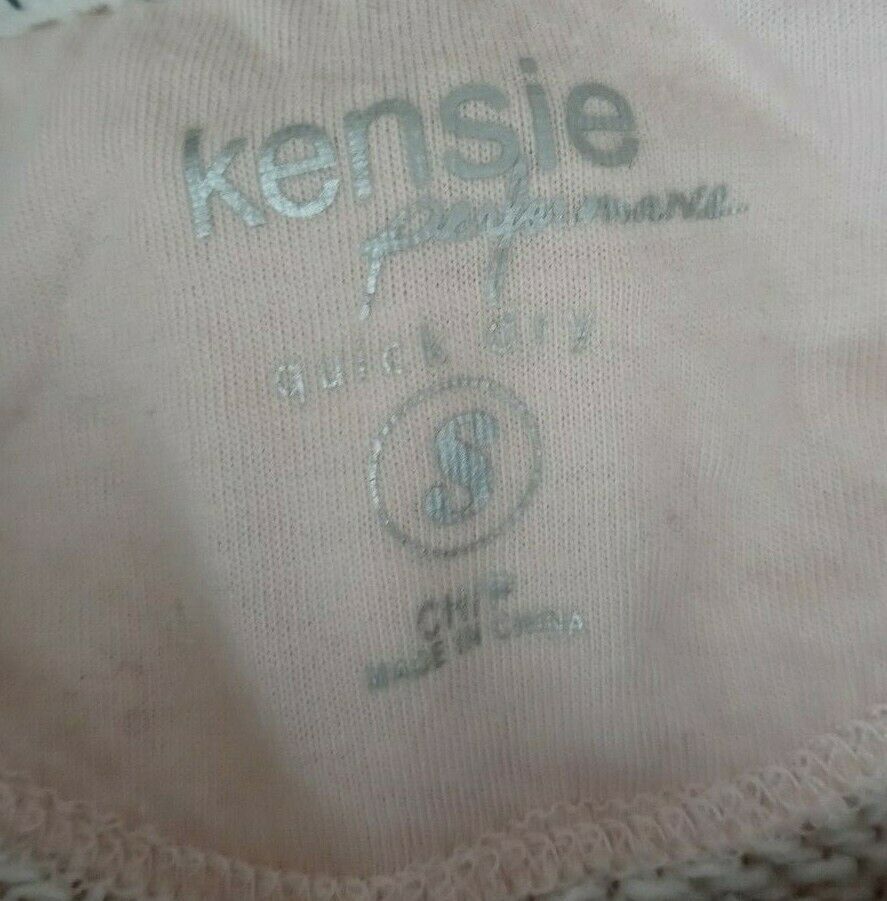 kensie
performance
quick dry
S
CH/P
MADE IN CHINA